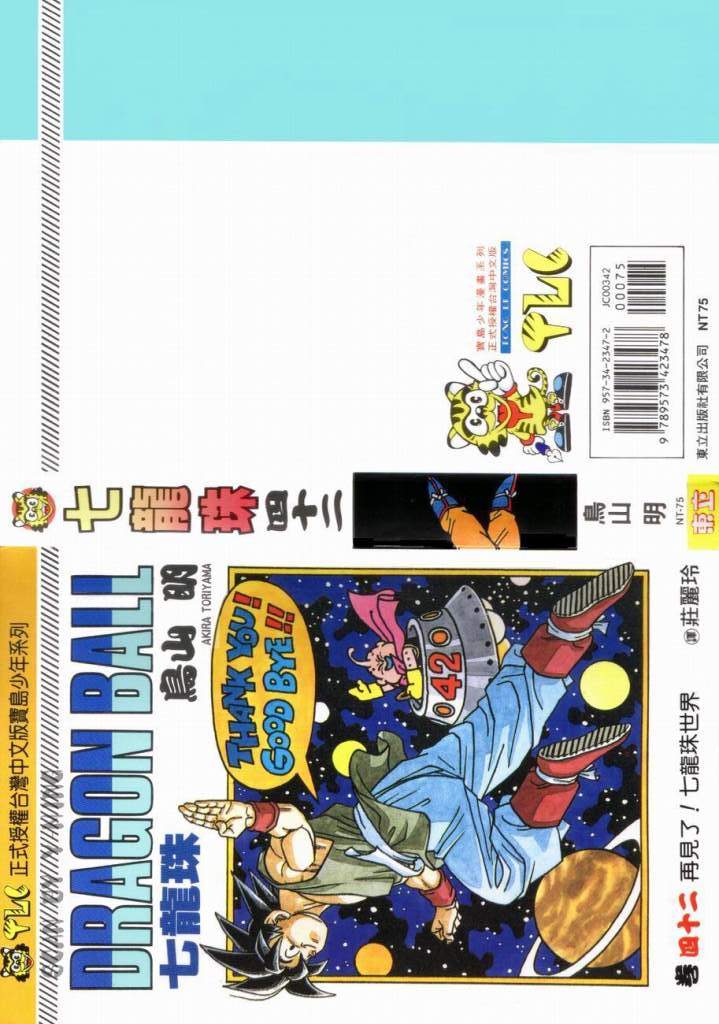 寶島少年漫畫系列
正式授權台灣中文版
TONG LI COMICS
TLC
ISBN 957-34-2347-2
JC00342
00075
9 789573 423478
東立出版社有限公司 NT75
七龍珠 四十二
鳥山明
NT-75
東立
TLC 正式授權台灣中文版寶島少年系列
DRAGON BALL
七龍珠
鳥山明
AKIRA TORIYAMA
THANK YOU!
GOOD BYE!!
42
卷四十二 再見了!七龍珠世界
譯 莊麗玲